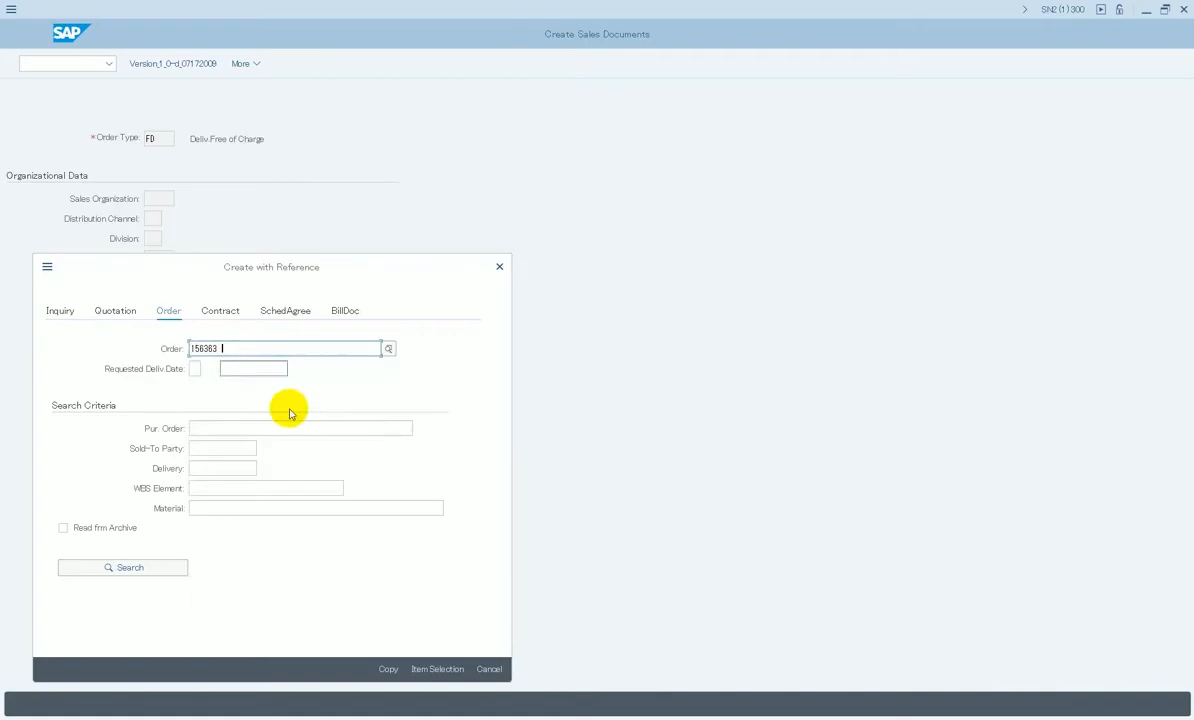 SIN2 (1) 300
SAP
Create Sales Documents
Version_1_0-d_07172009 More
*Order Type: FD Deliv.Free of Charge
Organizational Data
Sales Organization:
Distribution Channel:
Division:
Create with Reference
Inquiry Quotation Order Contract SchedAgree BillDoc
Order: 156363
Requested Deliv.Date:
Search Criteria
Pur. Order:
Sold-To Party:
Delivery:
WBS Element:
Material:
Read frm Archive
Search
Copy Item Selection Cancel